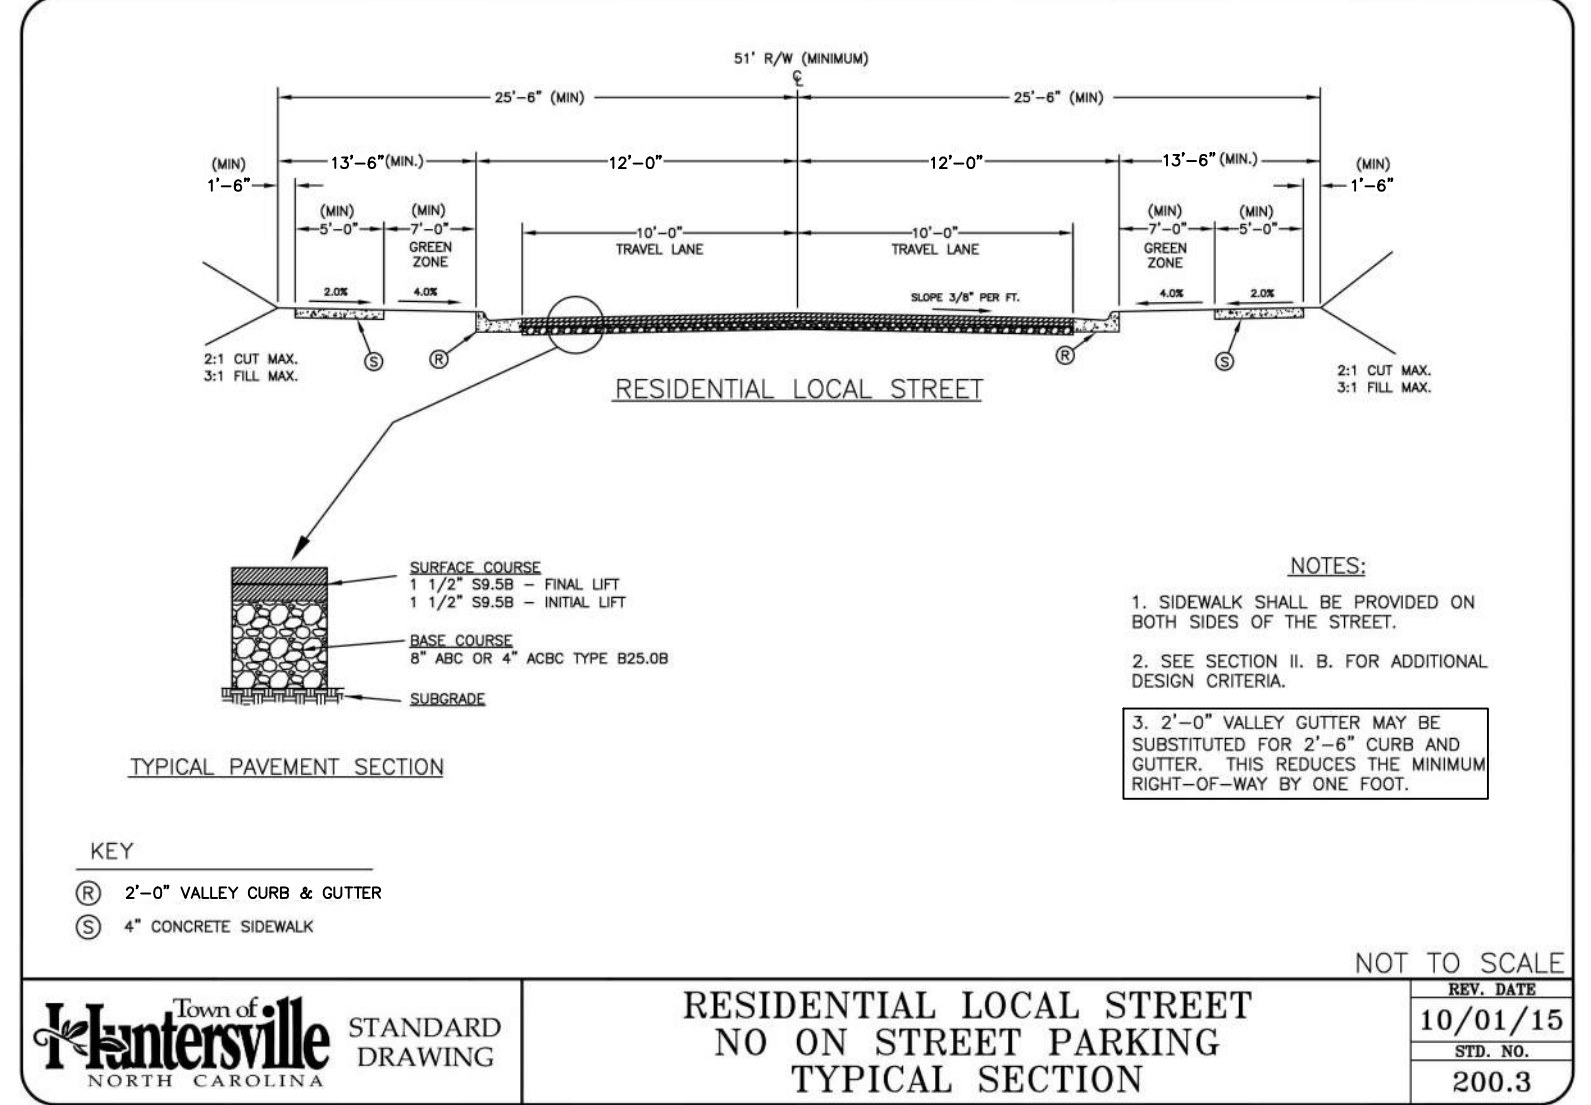 51' R/W (MINIMUM)
℄
25'-6" (MIN) 25'-6" (MIN)
(MIN) 13'-6"(MIN.) 12'-0" 12'-0" 13'-6"(MIN.) (MIN)
1'-6" 1'-6"
(MIN) (MIN) (MIN) (MIN)
5'-0" 7'-0" 10'-0" 10'-0" 7'-0" 5'-0"
GREEN TRAVEL LANE TRAVEL LANE GREEN
ZONE ZONE
2.0% 4.0% SLOPE 3/8" PER FT. 4.0% 2.0%
S R R S
2:1 CUT MAX.
3:1 FILL MAX.
2:1 CUT MAX.
3:1 FILL MAX.
RESIDENTIAL LOCAL STREET
SURFACE COURSE
1 1/2" S9.5B – FINAL LIFT
1 1/2" S9.5B – INITIAL LIFT
BASE COURSE
8" ABC OR 4" ACBC TYPE B25.0B
SUBGRADE
TYPICAL PAVEMENT SECTION
NOTES:
1. SIDEWALK SHALL BE PROVIDED ON
BOTH SIDES OF THE STREET.
2. SEE SECTION II. B. FOR ADDITIONAL
DESIGN CRITERIA.
3. 2'-0" VALLEY GUTTER MAY BE
SUBSTITUTED FOR 2'-6" CURB AND
GUTTER. THIS REDUCES THE MINIMUM
RIGHT-OF-WAY BY ONE FOOT.
KEY
R 2'-0" VALLEY CURB & GUTTER
S 4" CONCRETE SIDEWALK
NOT TO SCALE
Town of
Huntersville
NORTH CAROLINA
STANDARD
DRAWING
RESIDENTIAL LOCAL STREET
NO ON STREET PARKING
TYPICAL SECTION
REV. DATE
10/01/15
STD. NO.
200.3